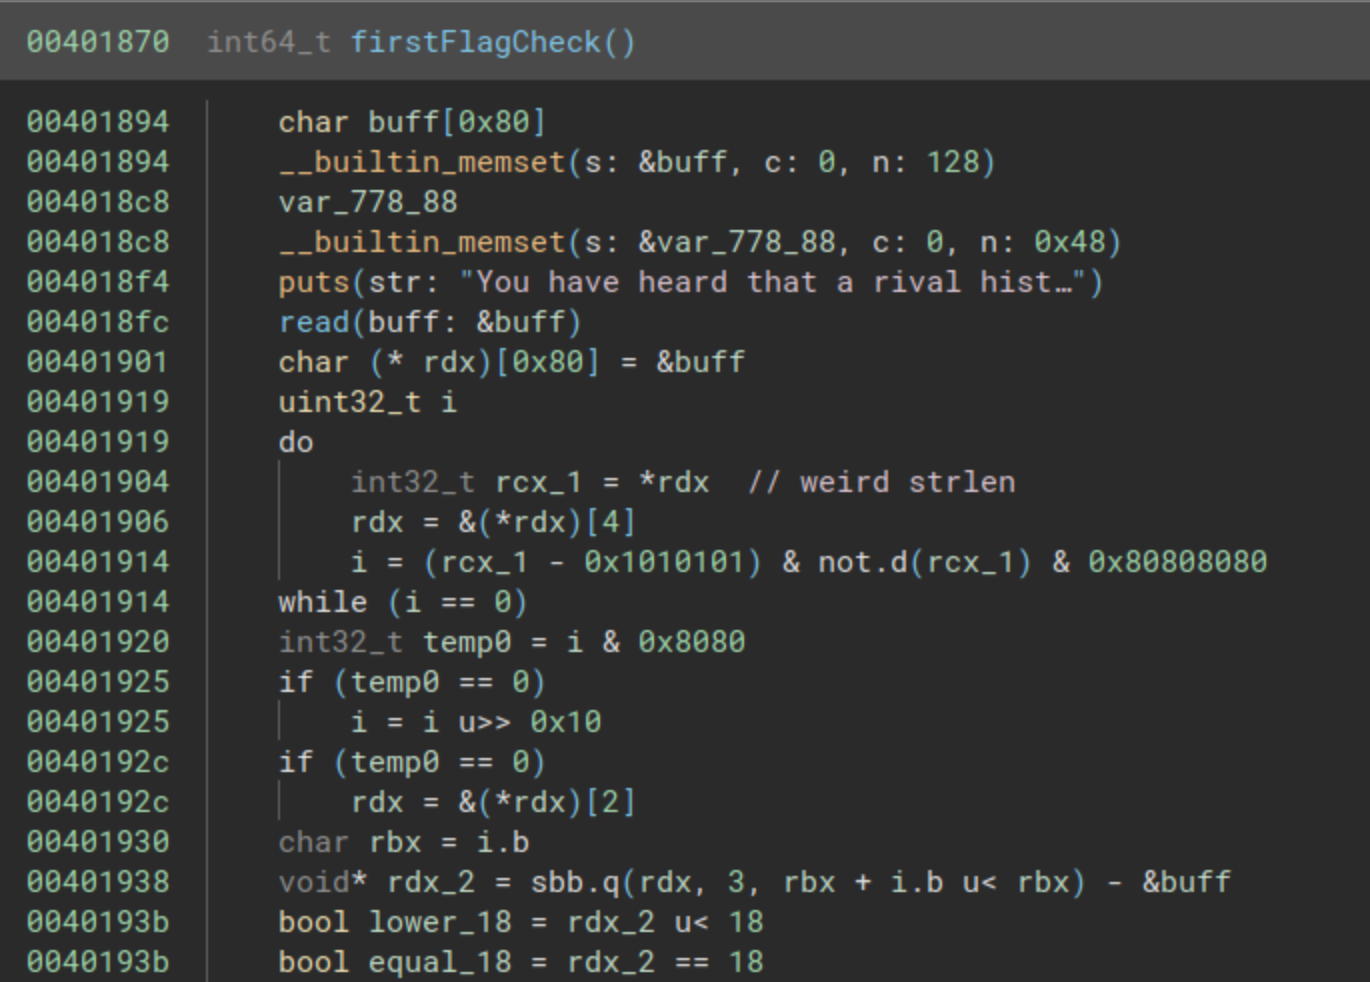 00401870 int64_t firstFlagCheck()
00401894 char buff[0x80]
00401894 __builtin_memset(s: &buff, c: 0, n: 128)
004018c8 var_778_88
004018c8 __builtin_memset(s: &var_778_88, c: 0, n: 0x48)
004018f4 puts(str: "You have heard that a rival hist…")
004018fc read(buff: &buff)
00401901 char (* rdx)[0x80] = &buff
00401919 uint32_t i
00401919 do
00401904 int32_t rcx_1 = *rdx // weird strlen
00401906 rdx = &(*rdx)[4]
00401914 i = (rcx_1 - 0x1010101) & not.d(rcx_1) & 0x80808080
00401914 while (i == 0)
00401920 int32_t temp0 = i & 0x8080
00401925 if (temp0 == 0)
00401925 i = i u>> 0x10
0040192c if (temp0 == 0)
0040192c rdx = &(*rdx)[2]
00401930 char rbx = i.b
00401938 void* rdx_2 = sbb.q(rdx, 3, rbx + i.b u< rbx) - &buff
0040193b bool lower_18 = rdx_2 u< 18
0040193b bool equal_18 = rdx_2 == 18